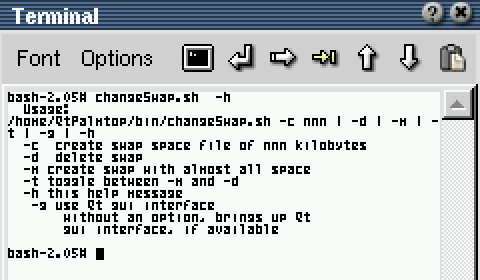 Terminal
Font Options
bash-2.05# changeSwap.sh -h
Usage:
/home/QtPalmtop/bin/changeSwap.sh -c nnn | -d | -m | -
t | -g | -h
-c create swap space file of nnn kilobytes
-d delete swap
-m create swap with almost all space
-t toggle between -m and -d
-h this help message
-g use Qt gui interface
without an option, brings up Qt
gui interface, if available
bash-2.05#